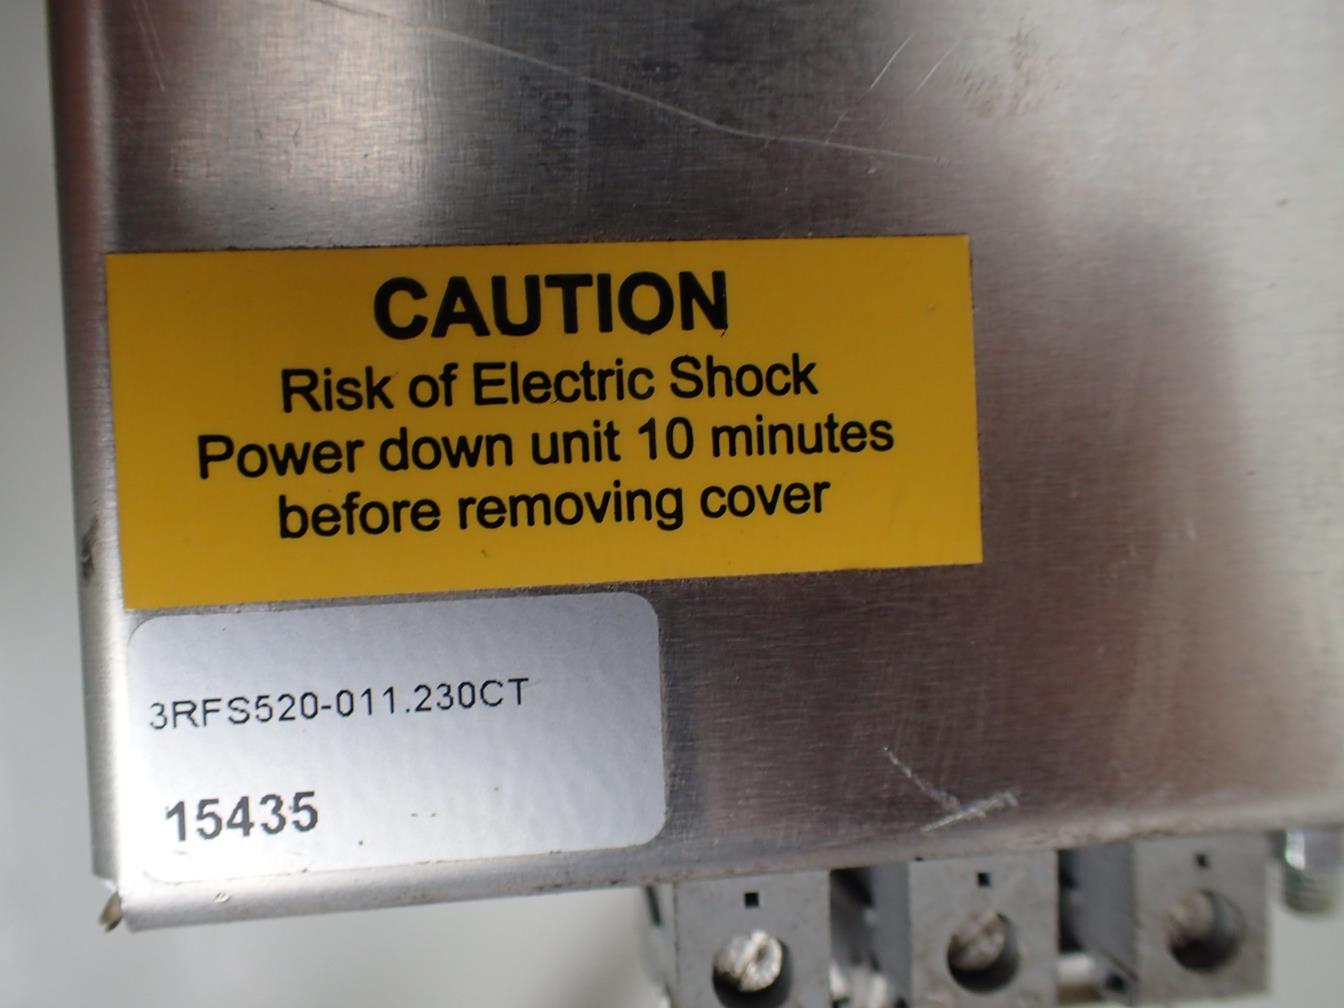 CAUTION
Risk of Electric Shock
Power down unit 10 minutes
before removing cover
3RFS520-011.230CT
15435